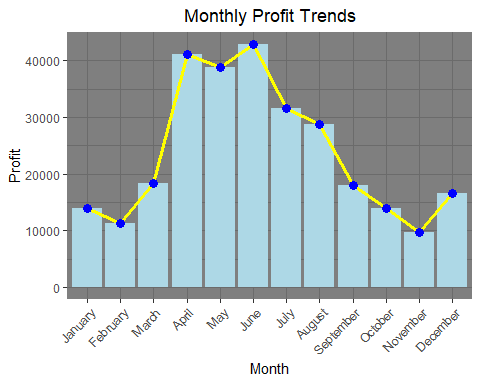 Monthly Profit Trends
Profit
40000
30000
20000
10000
0
January
February
March
April
May
June
July
August
September
October
November
December
Month